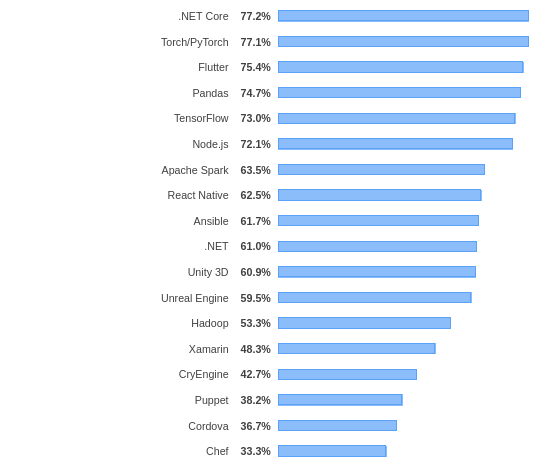 .NET Core 77.2%
Torch/PyTorch 77.1%
Flutter 75.4%
Pandas 74.7%
TensorFlow 73.0%
Node.js 72.1%
Apache Spark 63.5%
React Native 62.5%
Ansible 61.7%
.NET 61.0%
Unity 3D 60.9%
Unreal Engine 59.5%
Hadoop 53.3%
Xamarin 48.3%
CryEngine 42.7%
Puppet 38.2%
Cordova 36.7%
Chef 33.3%